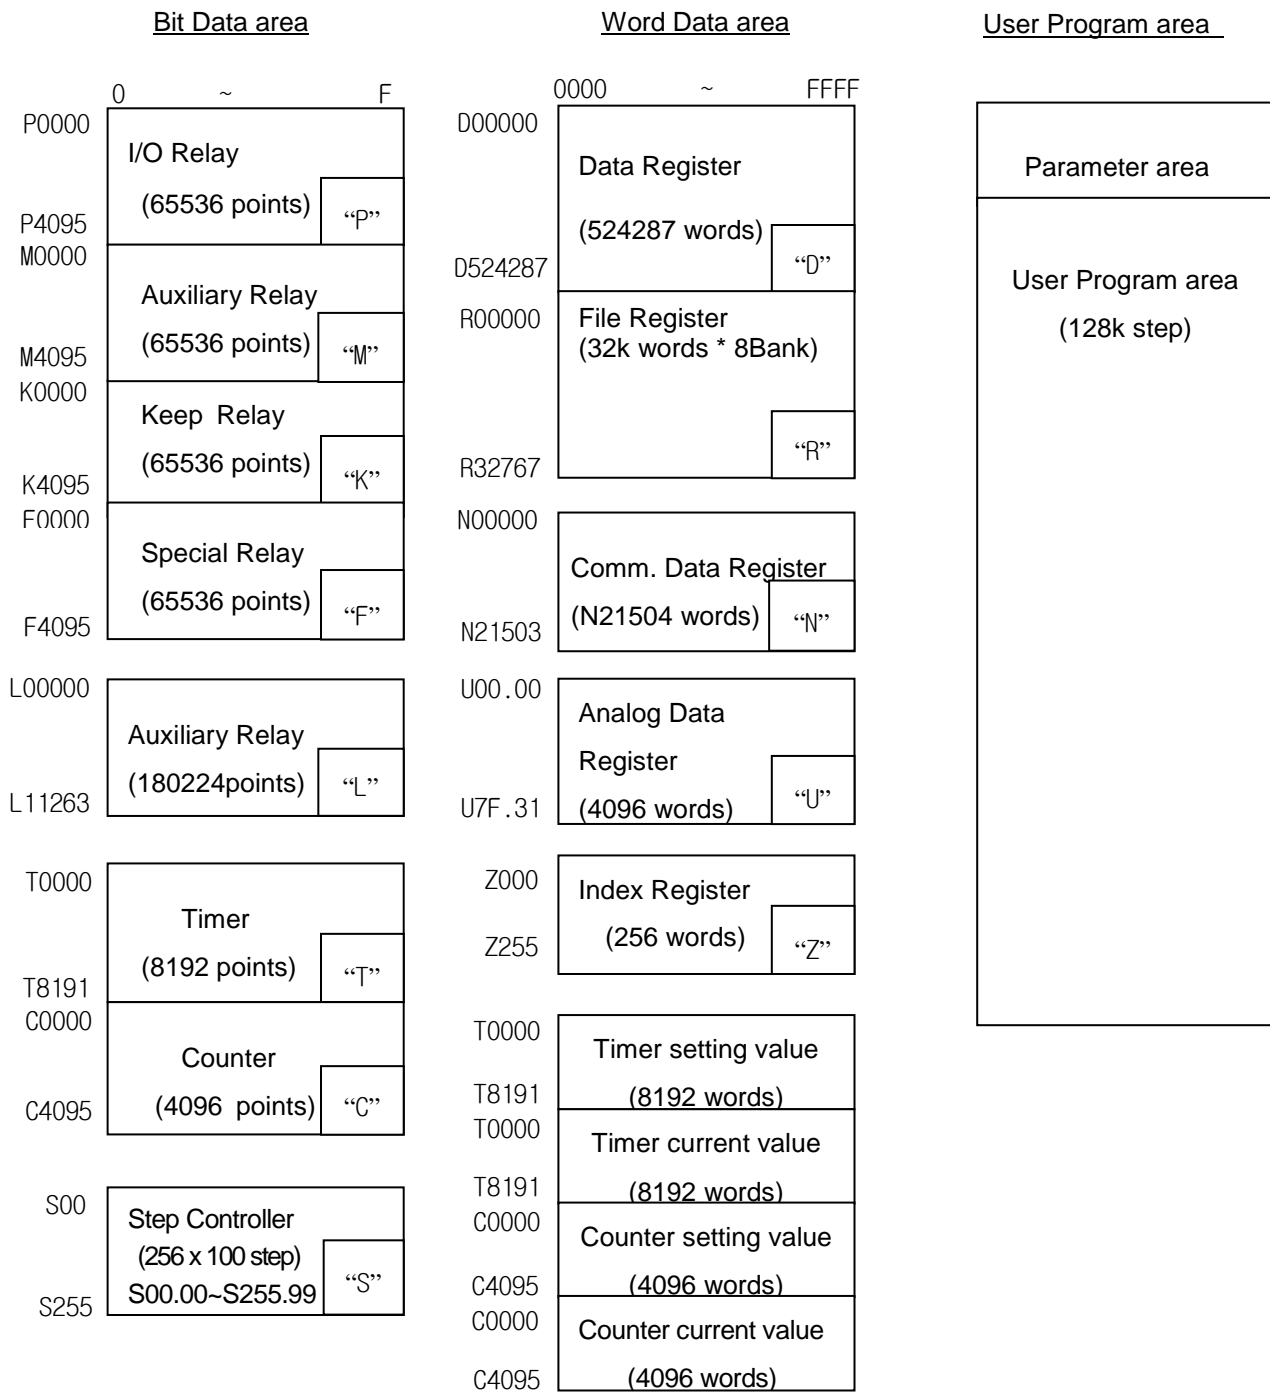 Bit Data area
0 ~ F
P0000
I/O Relay
(65536 points)
“P”
P4095
M0000
Auxiliary Relay
(65536 points)
“M”
M4095
K0000
Keep Relay
(65536 points)
“K”
K4095
F0000
Special Relay
(65536 points)
“F”
F4095
L00000
Auxiliary Relay
(180224points)
“L”
L11263
T0000
Timer
(8192 points)
“T”
T8191
C0000
Counter
(4096 points)
“C”
C4095
S00
Step Controller
(256 x 100 step)
S00.00~S255.99
“S”
S255
Word Data area
0000 ~ FFFF
D00000
Data Register
(524287 words)
“D”
D524287
R00000
File Register
(32k words * 8Bank)
“R”
R32767
N00000
Comm. Data Register
(N21504 words)
“N”
N21503
U00.00
Analog Data
Register
(4096 words)
“U”
U7F.31
Z000
Index Register
(256 words)
“Z”
Z255
T0000
Timer setting value
(8192 words)
T8191
T0000
Timer current value
(8192 words)
T8191
C0000
Counter setting value
(4096 words)
C4095
C0000
Counter current value
(4096 words)
C4095
User Program area
Parameter area
User Program area
(128k step)